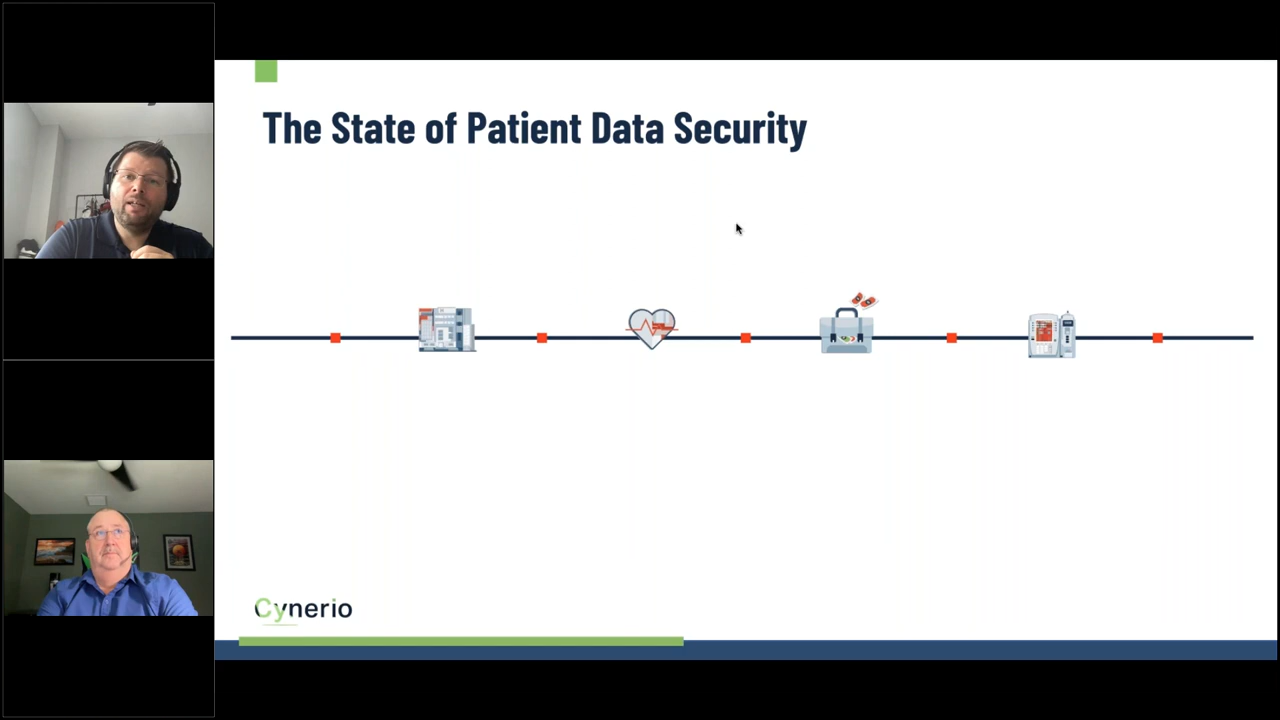 The State of Patient Data Security
Cynerio